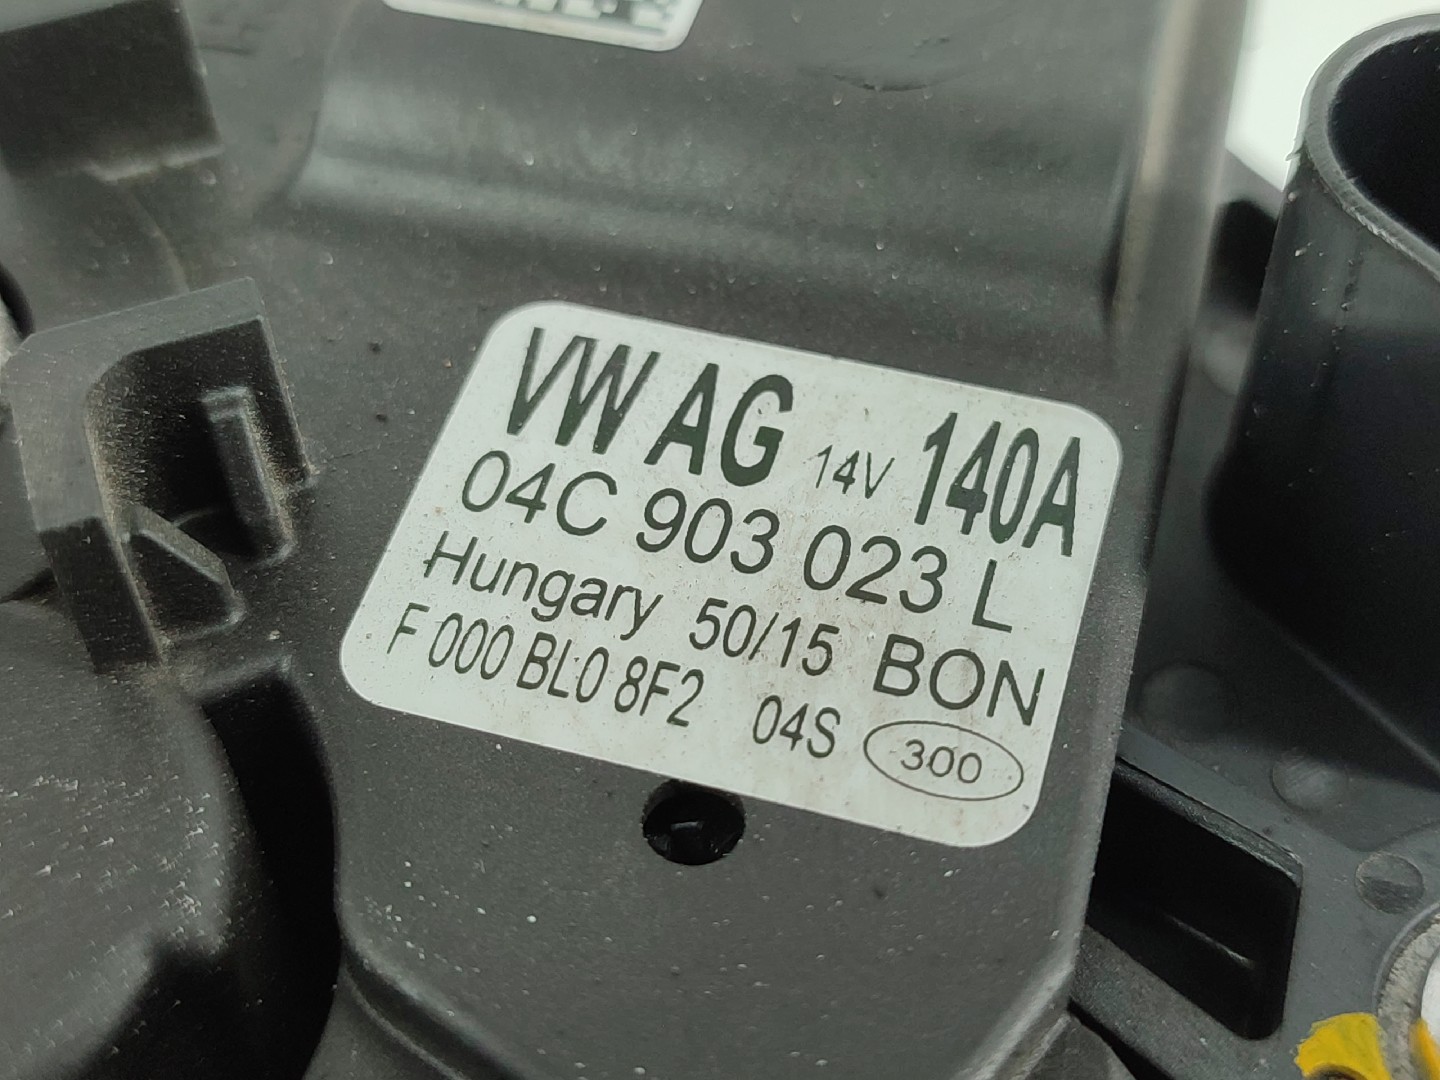 VW AG 14V 140A
04C 903 023 L
Hungary 50/15 BON
F 000 BL0 8F2 04S 300